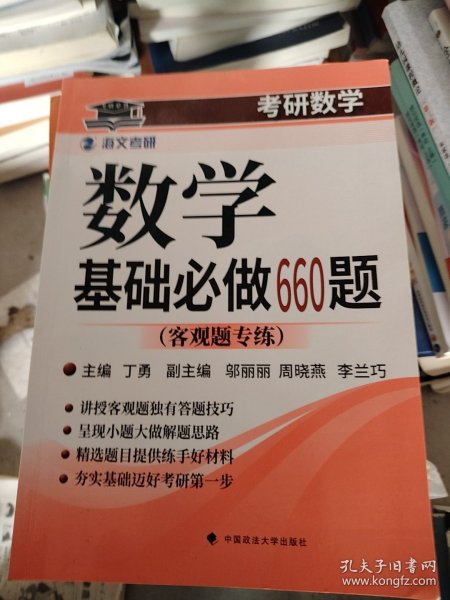 考研数学
海文考研
数学
基础必做660题
(客观题专练)
主编 丁勇 副主编 邬丽丽 周晓燕 李兰巧
讲授客观题独有答题技巧
呈现小题大做解题思路
精选题目提供练手好材料
夯实基础迈好考研第一步
中国政法大学出版社
孔夫子旧书网
www.kongfz.com